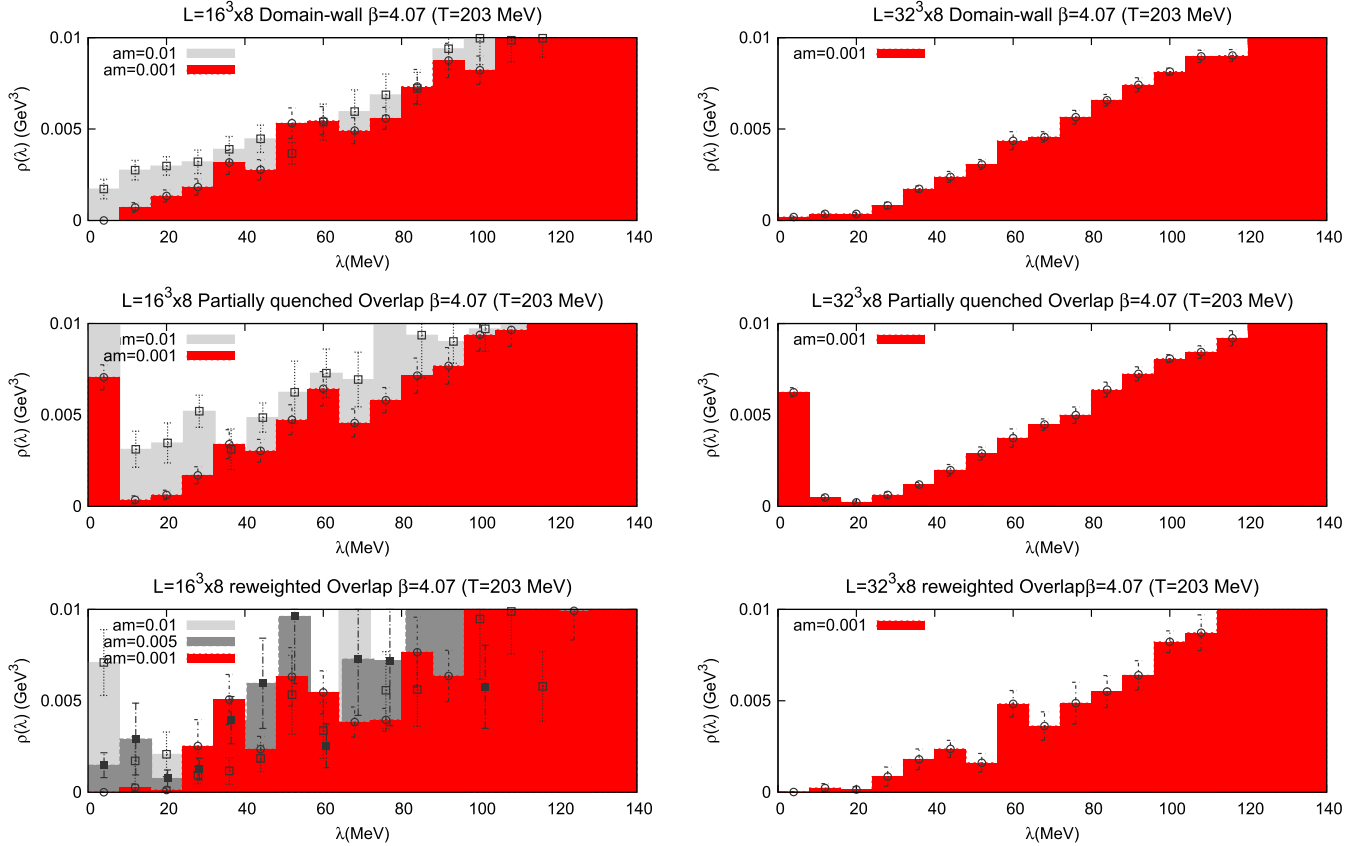 L=16³x8 Domain-wall β=4.07 (T=203 MeV)
am=0.01
am=0.001
ρ(λ) (GeV³)
0.01
0.005
0
0 20 40 60 80 100 120 140
λ(MeV)
L=32³x8 Domain-wall β=4.07 (T=203 MeV)
am=0.001
ρ(λ) (GeV³)
0.01
0.005
0
0 20 40 60 80 100 120 140
λ(MeV)
L=16³x8 Partially quenched Overlap β=4.07 (T=203 MeV)
am=0.01
am=0.001
ρ(λ) (GeV³)
0.01
0.005
0
0 20 40 60 80 100 120 140
λ(MeV)
L=32³x8 Partially quenched Overlap β=4.07 (T=203 MeV)
am=0.001
ρ(λ) (GeV³)
0.01
0.005
0
0 20 40 60 80 100 120 140
λ(MeV)
L=16³x8 reweighted Overlap β=4.07 (T=203 MeV)
am=0.01
am=0.005
am=0.001
ρ(λ) (GeV³)
0.01
0.005
0
0 20 40 60 80 100 120 140
λ(MeV)
L=32³x8 reweighted Overlapβ=4.07 (T=203 MeV)
am=0.001
ρ(λ) (GeV³)
0.01
0.005
0
0 20 40 60 80 100 120 140
λ(MeV)